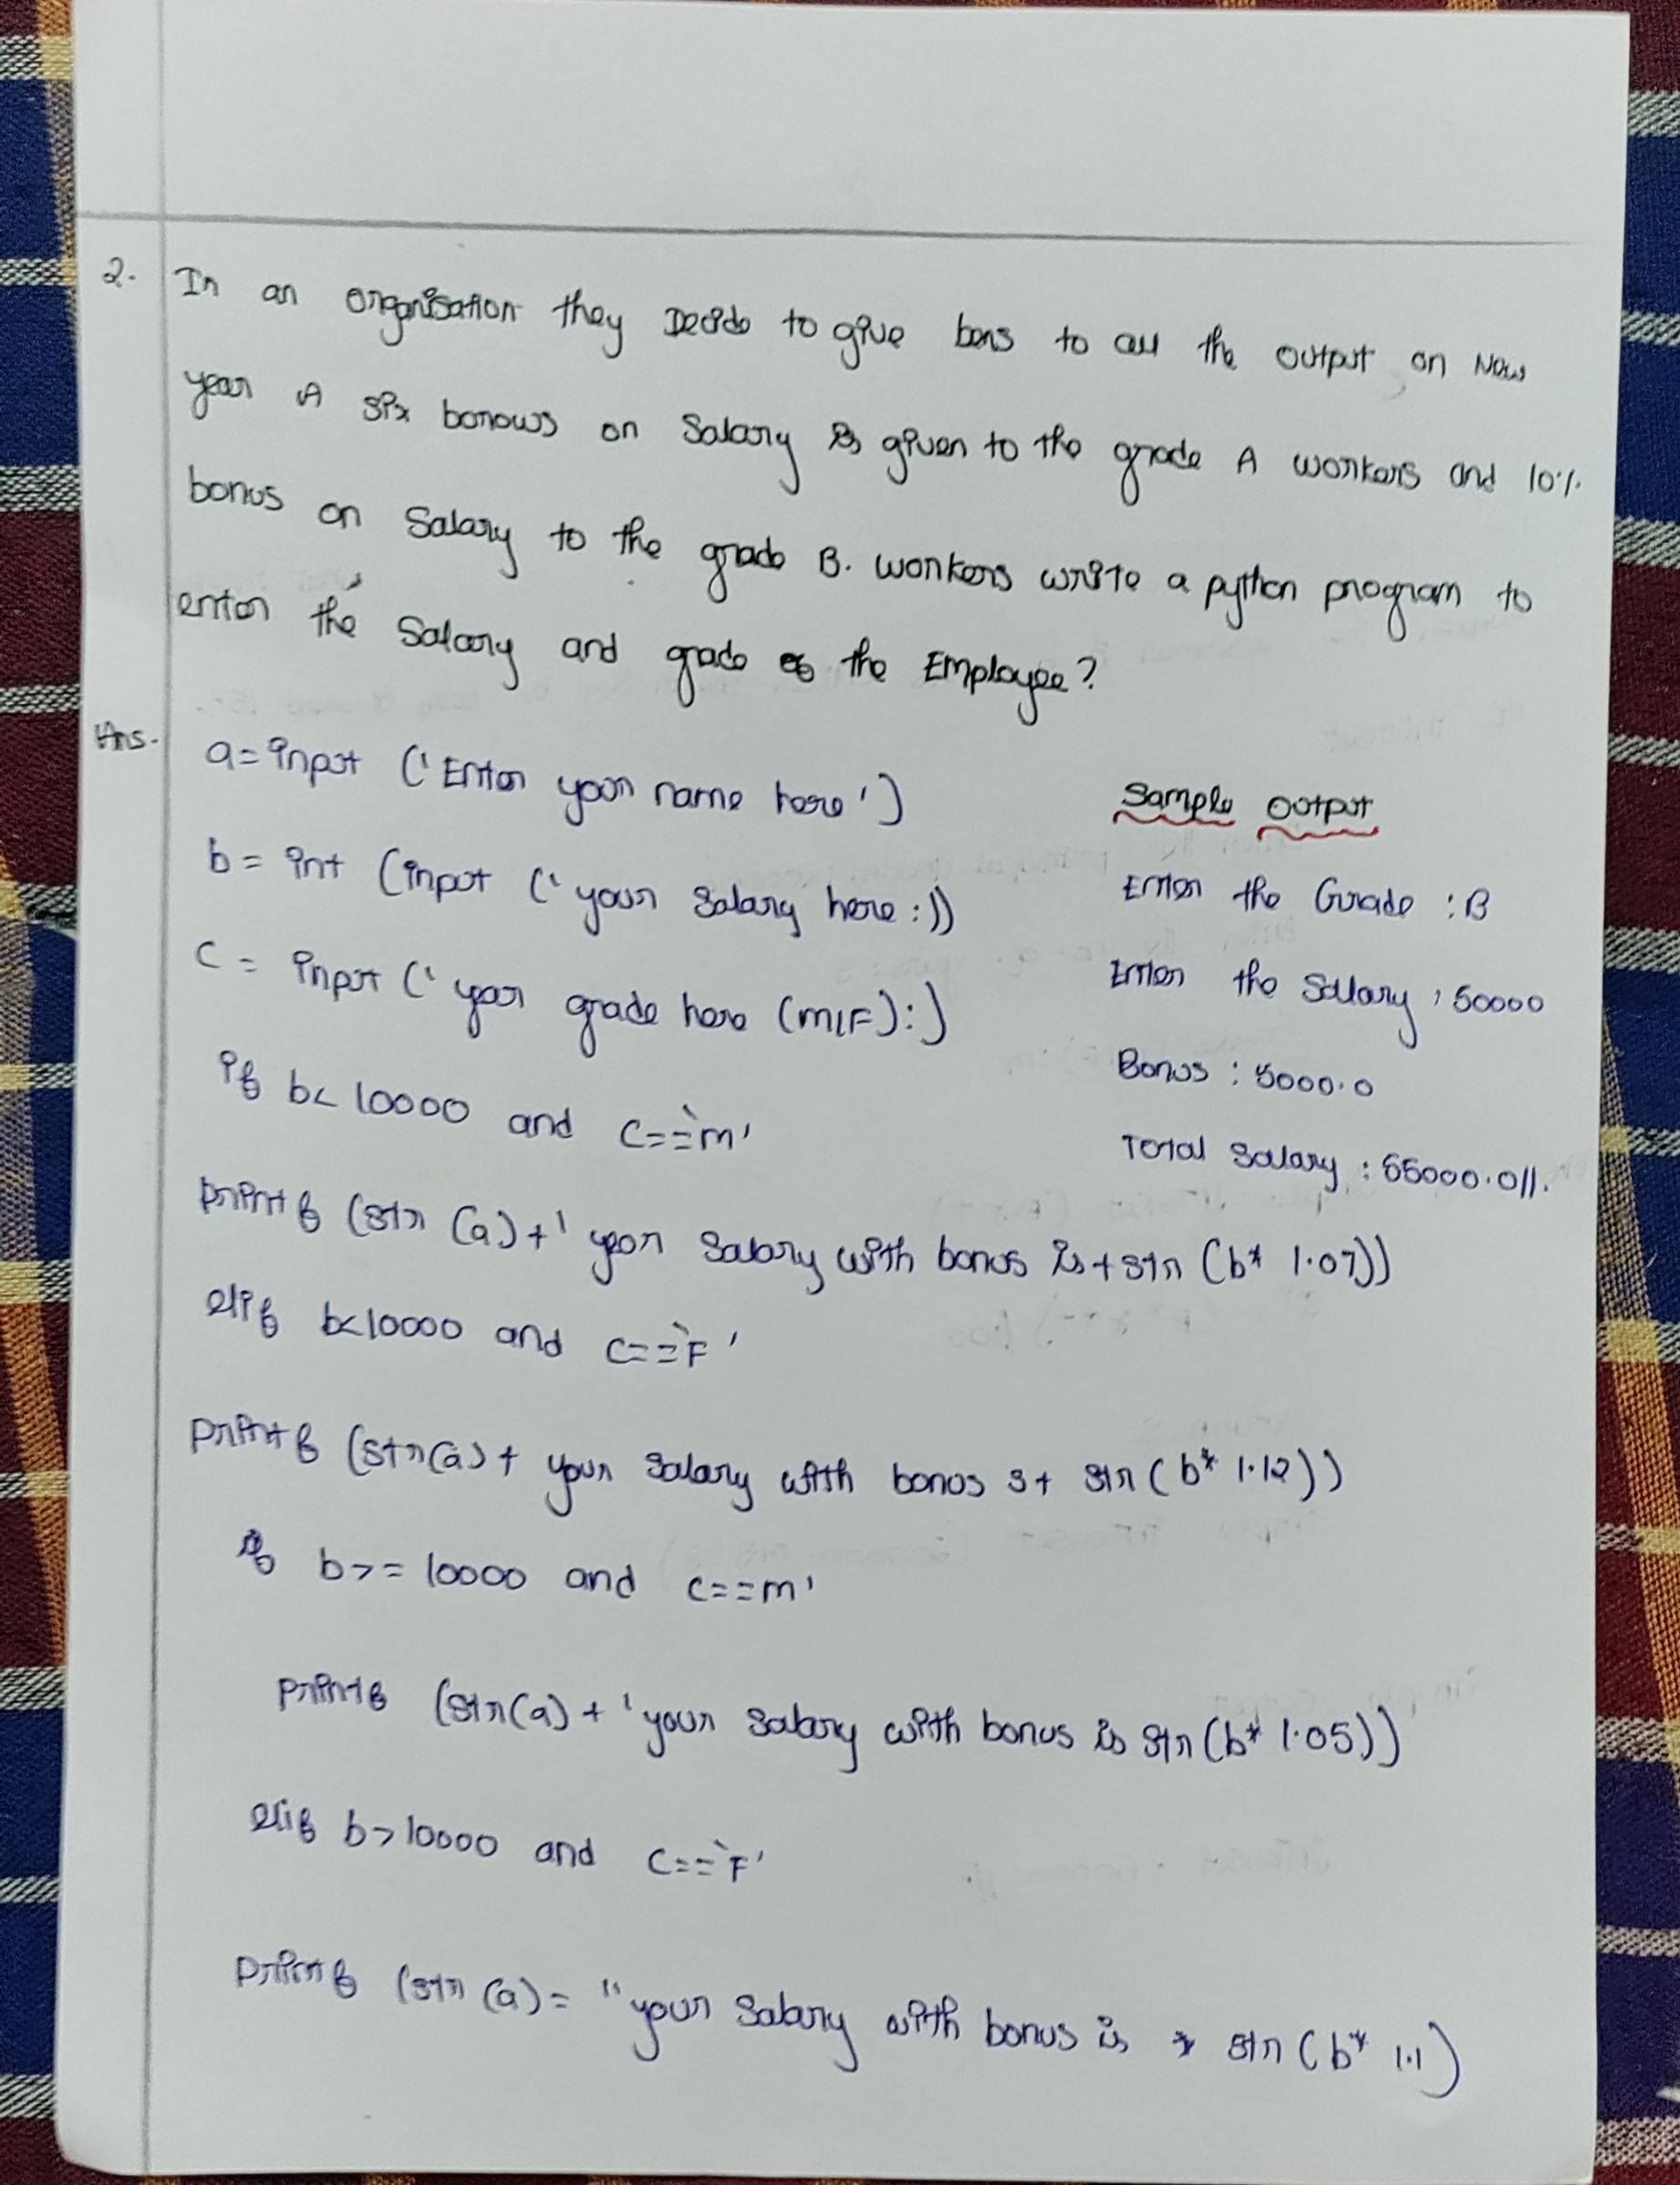 2. In an organisation they Decide to give bons to all the output on New
year A six bonows on Salary is given to the grade A workers and 10%
bonus on Salary to the grade B. workers write a python program to
enter the Salary and grade of the Employee?
Ans.
a= input ('Enter your name here')
b = int (input ('your Salary here:))
C = input ('your grade here (m/F):)
if b< 10000 and C=='m'
printf (str (a)+' your Salary with bonus is+str (b* 1.07))
elif b<10000 and C=='F'
printf (str(a)+ your salary with bonus s+ str (b* 1.12))
if b>= 10000 and C==m'
printf (str(a) + 'your salary with bonus is str (b* 1.05))
elif b>10000 and C=='F'
printf (str (a)= "your Salary with bonus is * str (b* 1.1)
Sample output
Enter the Grade :B
Enter the Sallary : 50000
Bonus : 5000.0
Total Salary : 55000.0//.